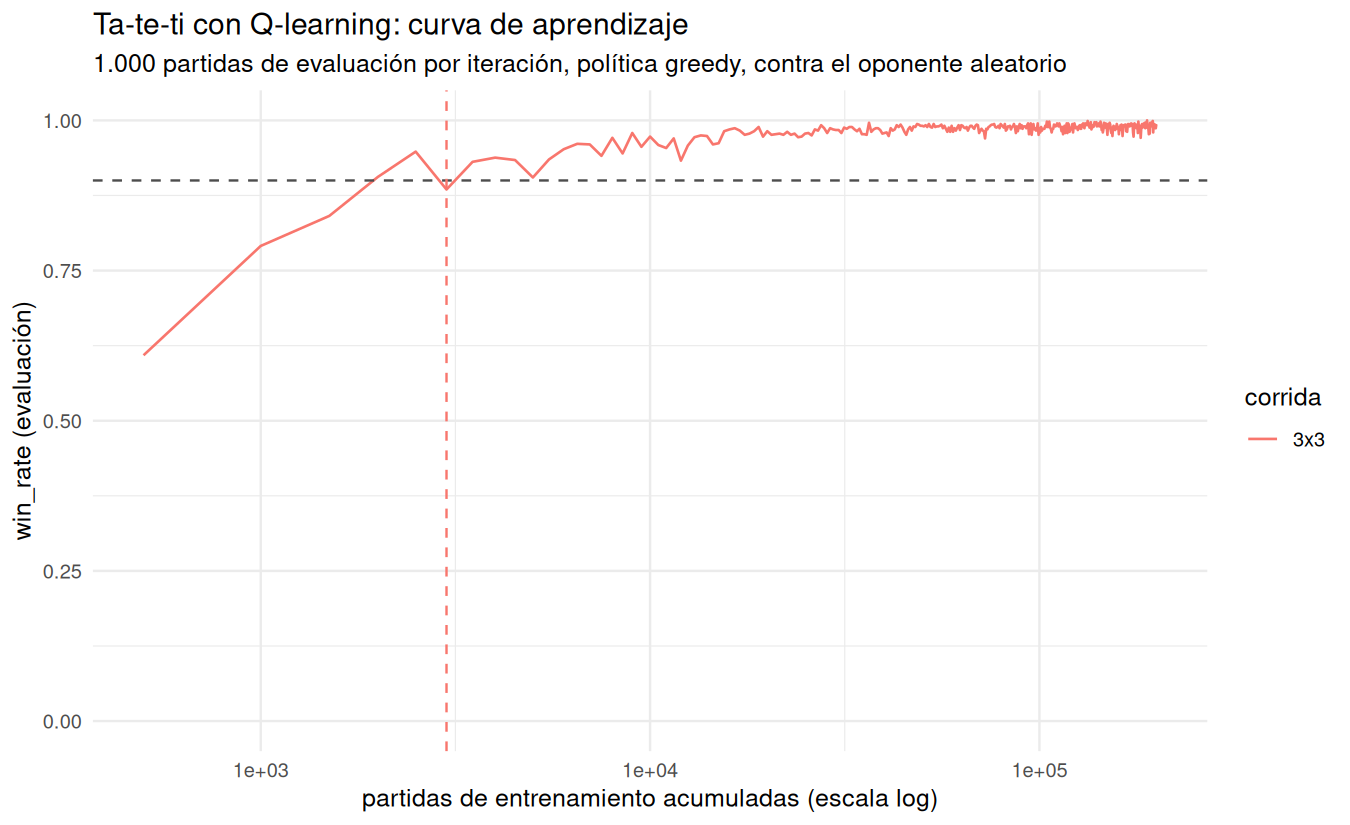 Ta-te-ti con Q-learning: curva de aprendizaje
1.000 partidas de evaluación por iteración, política greedy, contra el oponente aleatorio
1.00
0.75
0.50
0.25
0.00
win_rate (evaluación)
1e+03
1e+04
1e+05
partidas de entrenamiento acumuladas (escala log)
corrida
3x3